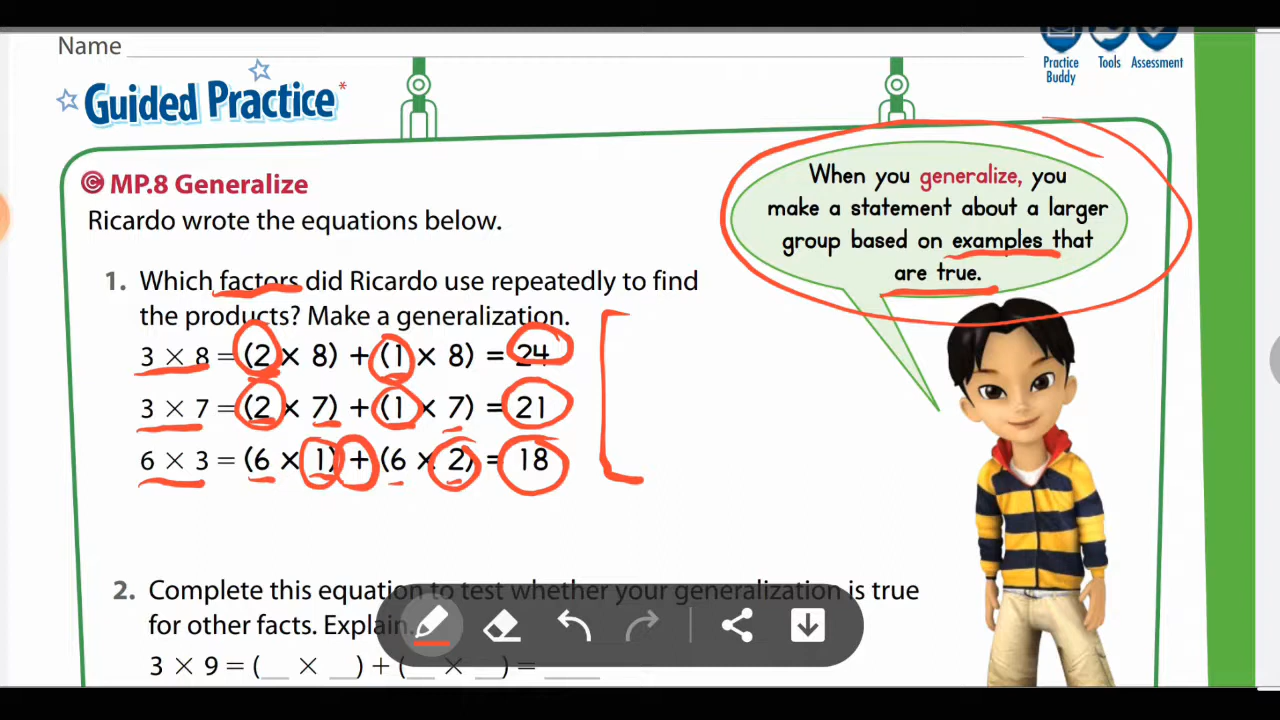 Name
Practice Buddy
Tools
Assessment
Guided Practice*
MP.8 Generalize
Ricardo wrote the equations below.
When you generalize, you
make a statement about a larger
group based on examples that
are true.
1. Which factors did Ricardo use repeatedly to find
the products? Make a generalization.
3 × 8 = (2 × 8) + (1 × 8) = 24
3 × 7 = (2 × 7) + (1 × 7) = 21
6 × 3 = (6 × 1) + (6 × 2) = 18
2. Complete this equation to test whether your generalization is true
for other facts. Explain.
3 × 9 = (__ × __) + (__ × __) = ____